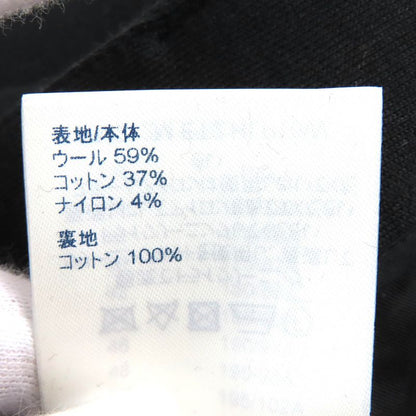 表地/本体
ウール 59%
コットン 37%
ナイロン 4%
裏地
コットン 100%